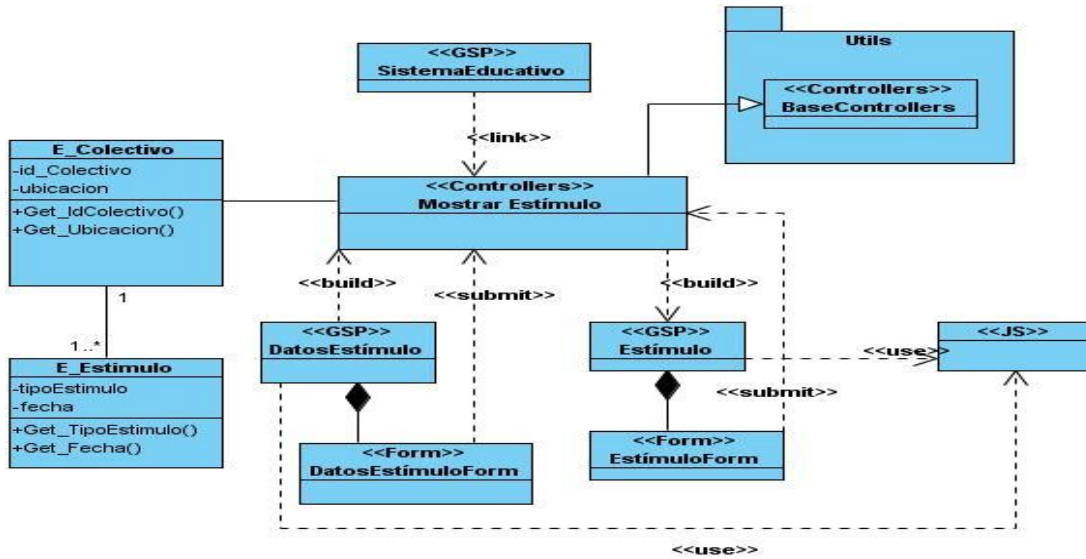 <<GSP>>
SistemaEducativo
Utils
<<Controllers>>
BaseControllers
<<link>>
E_Colectivo
-id_Colectivo
-ubicacion
+Get_IdColectivo()
+Get_Ubicacion()
<<Controllers>>
Mostrar Estímulo
<<build>>
<<submit>>
<<build>>
1
1..*
<<GSP>>
DatosEstímulo
<<GSP>>
Estímulo
<<JS>>
<<use>>
E_Estimulo
-tipoEstimulo
-fecha
+Get_TipoEstimulo()
+Get_Fecha()
<<submit>>
<<Form>>
DatosEstímuloForm
<<Form>>
EstímuloForm
<<use>>